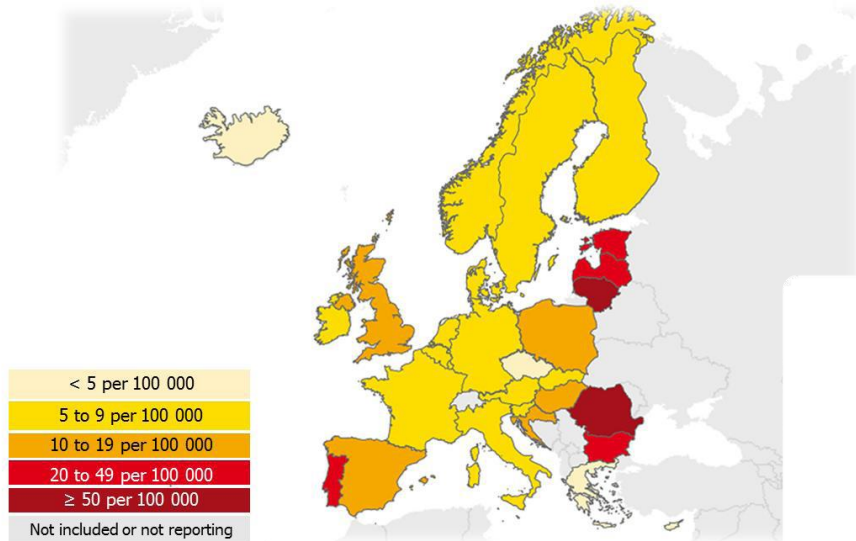 < 5 per 100 000
5 to 9 per 100 000
10 to 19 per 100 000
20 to 49 per 100 000
≥ 50 per 100 000
Not included or not reporting